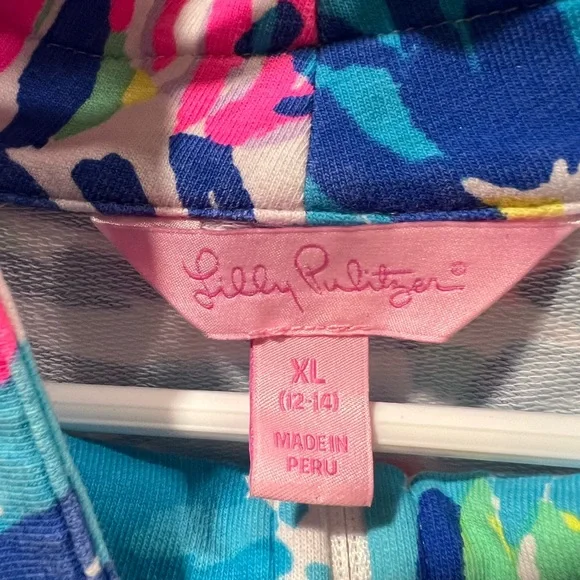 Lilly Pulitzer®
XL
(12-14)
MADE IN
PERU